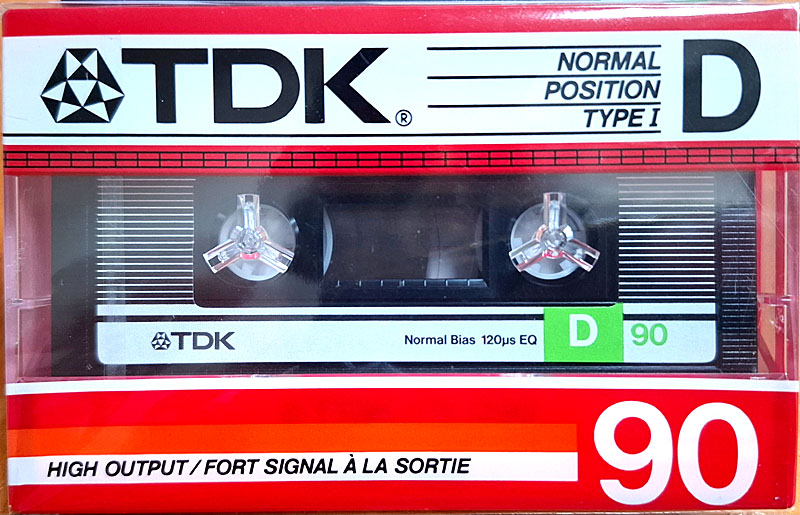 TDK®
NORMAL
POSITION
TYPE I
D
TDK
Normal Bias 120µs EQ
D
90
HIGH OUTPUT/FORT SIGNAL À LA SORTIE
90